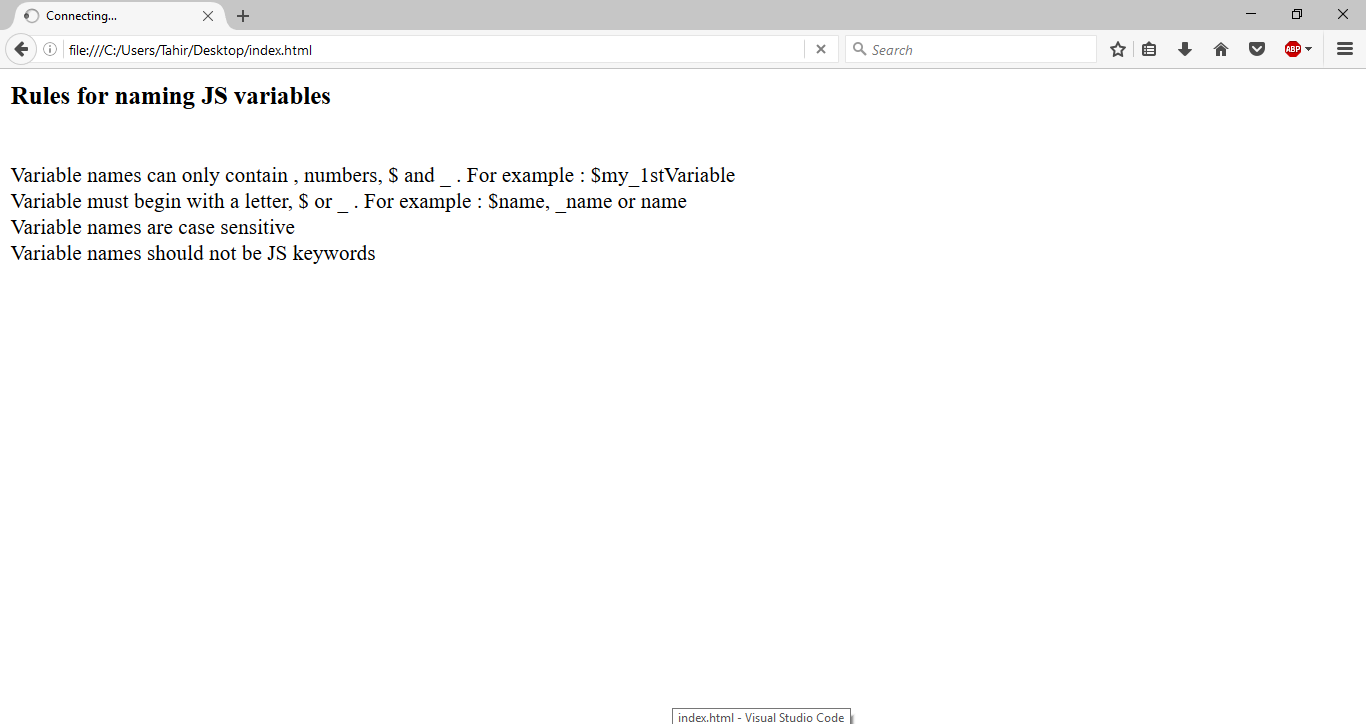 Connecting...
file:///C:/Users/Tahir/Desktop/index.html
Search
ABP
Rules for naming JS variables
Variable names can only contain , numbers, $ and _ . For example : $my_1stVariable
Variable must begin with a letter, $ or _ . For example : $name, _name or name
Variable names are case sensitive
Variable names should not be JS keywords
index.html - Visual Studio Code